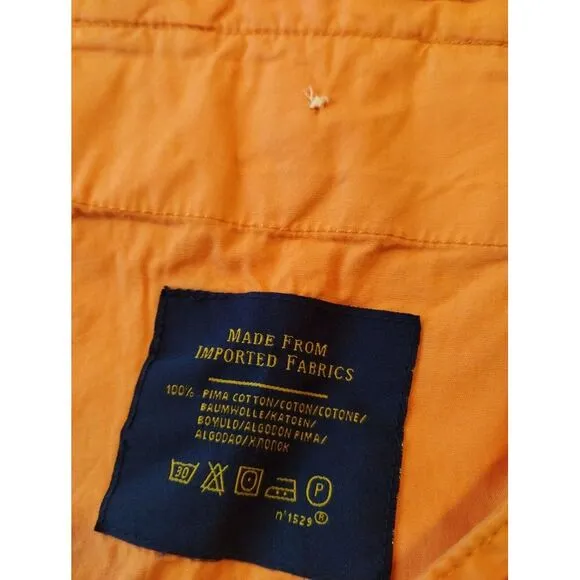 MADE FROM
IMPORTED FABRICS
100% PIMA COTTON/COTON/COTONE/
BAUMWOLLE/KATOEN/
BOMULD/ALGODON PIMA/
ALGODAO/ХЛОПОК
30
P
n°1529®